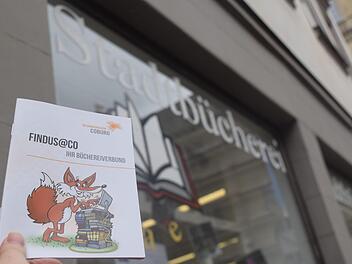 Stadtbücherei
COBURG
FINDUS@CO
IHR BÜCHEREIVERBUND